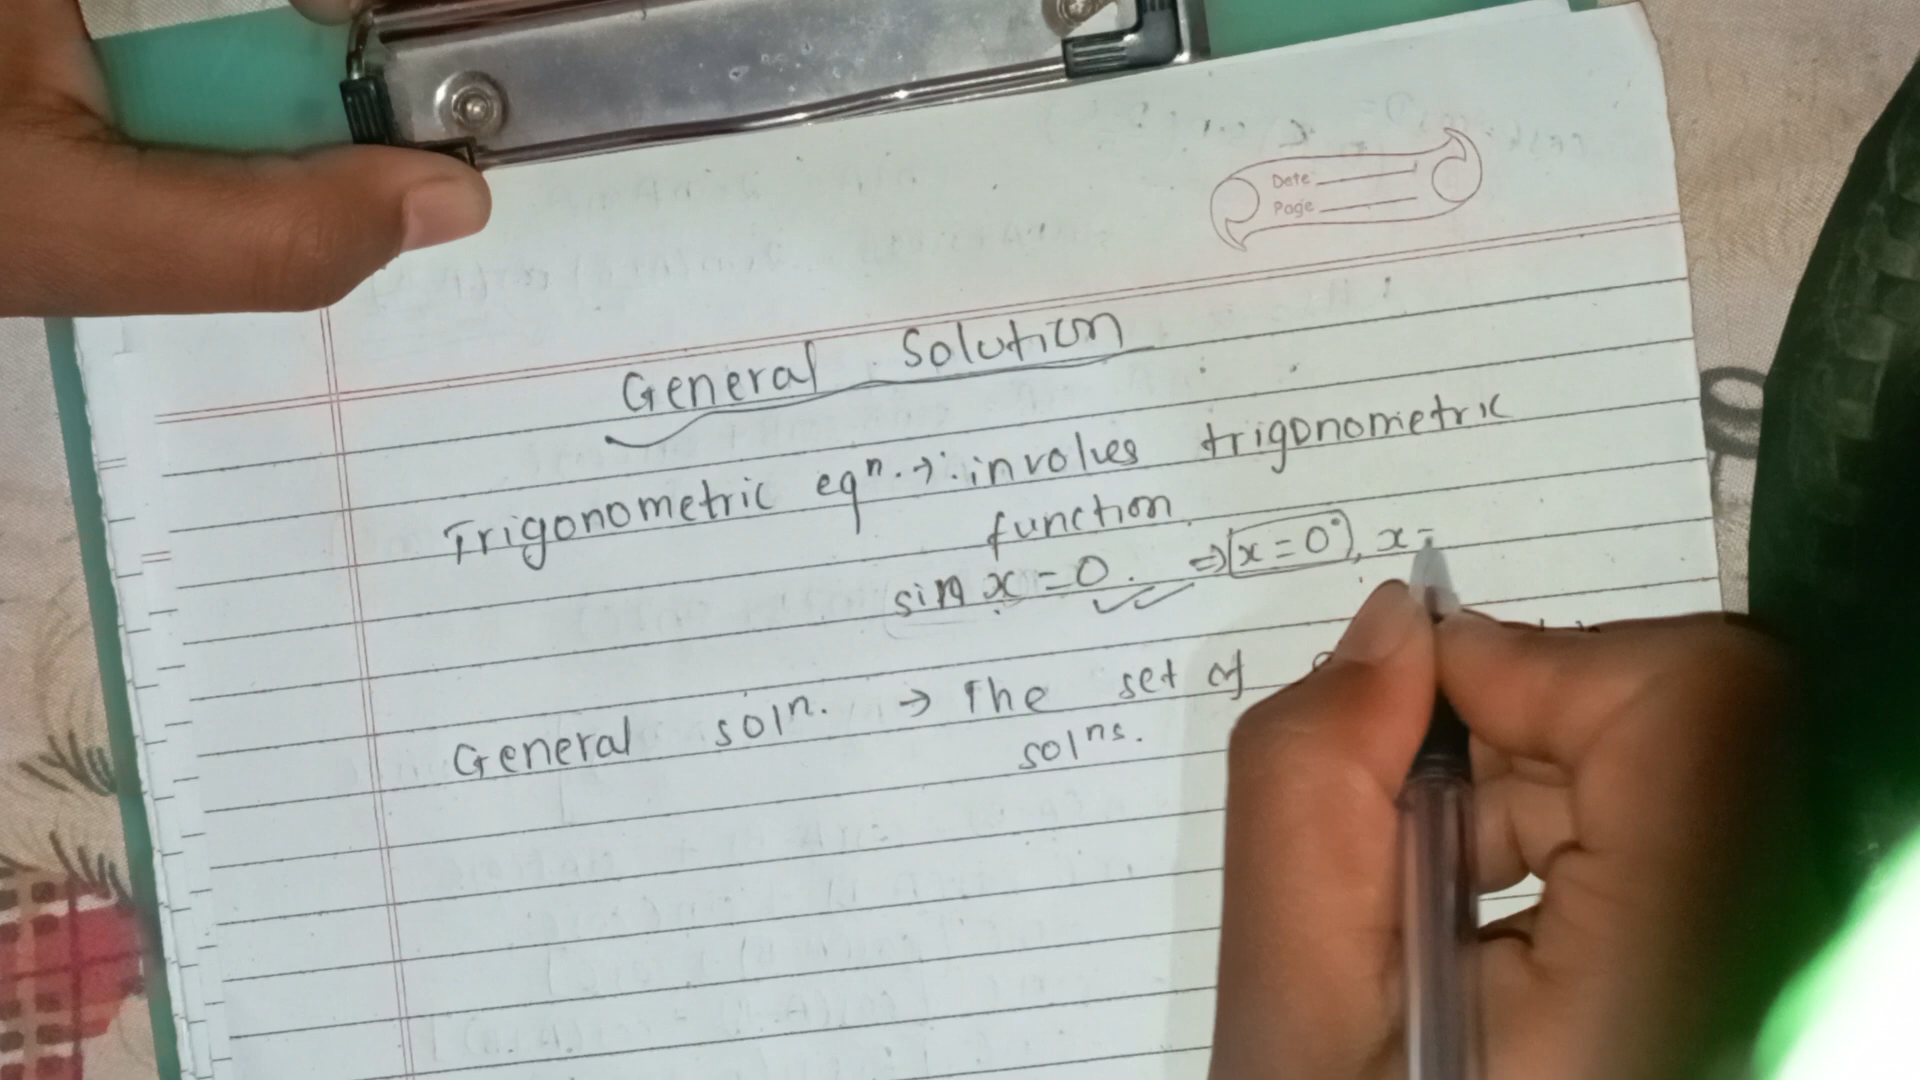 Date
Page
General Solution
Trigonometric eqⁿ. →: involves trigonometric
function
sin x = 0. ⇒ x = 0°, x =
General solⁿ. → The set of
solⁿˢ.